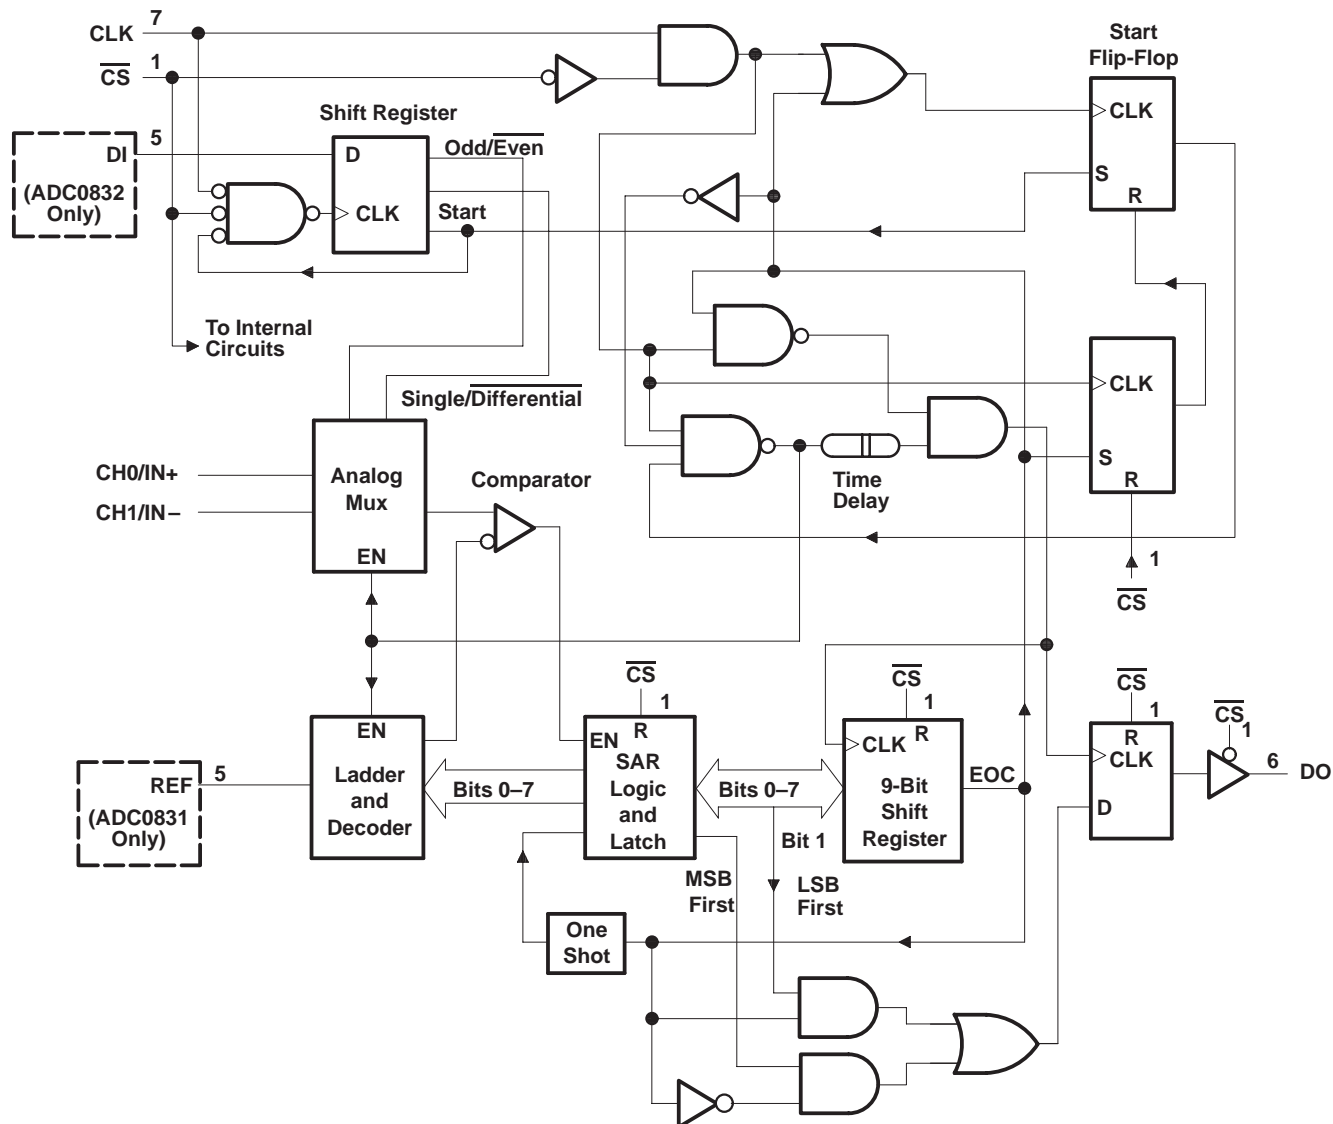 CLK 7
CS 1
Start
Flip-Flop
Shift Register
CLK
S
R
DI 5
(ADC0832
Only)
D
CLK
Odd/Even
Start
To Internal
Circuits
Single/Differential
CLK
S
R
1
CS
Time
Delay
CH0/IN+
CH1/IN–
Analog
Mux
EN
Comparator
REF 5
(ADC0831
Only)
EN
Ladder
and
Decoder
Bits 0–7
CS
1
R
EN
SAR
Logic
and
Latch
Bits 0–7
Bit 1
CS
1
R
CLK
9-Bit
Shift
Register
EOC
CS
1
R
CLK
D
CS
1
6 DO
MSB
First
LSB
First
One
Shot